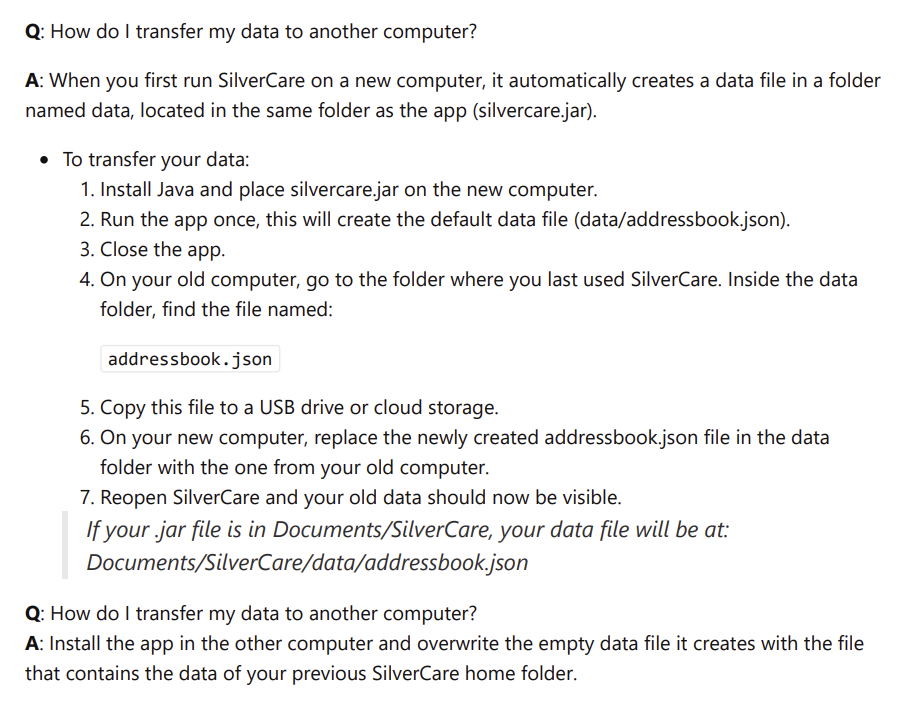 Q: How do I transfer my data to another computer?
A: When you first run SilverCare on a new computer, it automatically creates a data file in a folder
named data, located in the same folder as the app (silvercare.jar).
• To transfer your data:
1. Install Java and place silvercare.jar on the new computer.
2. Run the app once, this will create the default data file (data/addressbook.json).
3. Close the app.
4. On your old computer, go to the folder where you last used SilverCare. Inside the data
folder, find the file named:
addressbook.json
5. Copy this file to a USB drive or cloud storage.
6. On your new computer, replace the newly created addressbook.json file in the data
folder with the one from your old computer.
7. Reopen SilverCare and your old data should now be visible.
If your .jar file is in Documents/SilverCare, your data file will be at:
Documents/SilverCare/data/addressbook.json
Q: How do I transfer my data to another computer?
A: Install the app in the other computer and overwrite the empty data file it creates with the file
that contains the data of your previous SilverCare home folder.